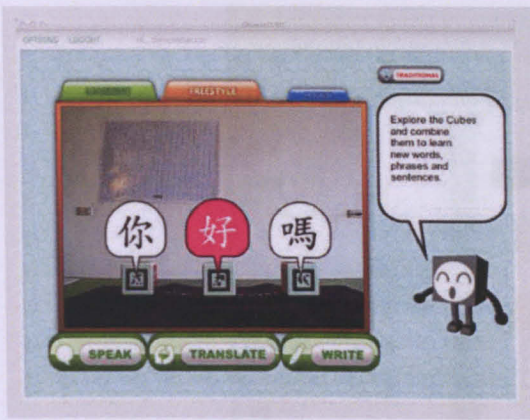 OPTIONS LOGOUT
FREESTYLE
TRADITIONAL
Explore the Cubes
and combine
them to learn
new words,
phrases and
sentences.
你 好 嗎
SPEAK TRANSLATE WRITE